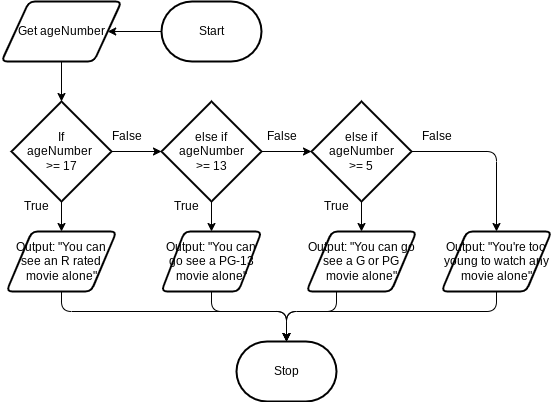 Get ageNumber
Start
If
ageNumber
>= 17
False
else if
ageNumber
>= 13
False
else if
ageNumber
>= 5
False
True
True
True
Output: "You can
see an R rated
movie alone"
Output: "You can
go see a PG-13
movie alone"
Output: "You can go
see a G or PG
movie alone"
Output: "You're too
young to watch any
movie alone"
Stop